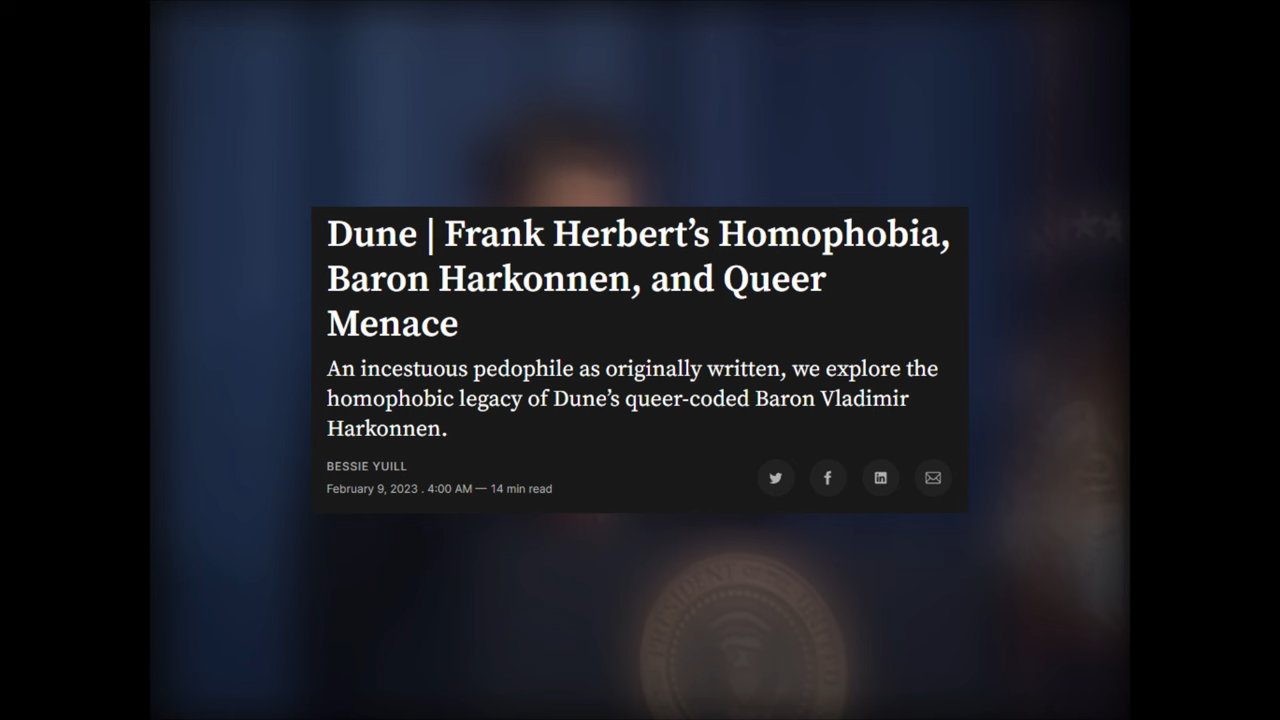 Dune | Frank Herbert’s Homophobia,
Baron Harkonnen, and Queer
Menace
An incestuous pedophile as originally written, we explore the
homophobic legacy of Dune’s queer-coded Baron Vladimir
Harkonnen.
BESSIE YUILL
February 9, 2023 . 4:00 AM — 14 min read